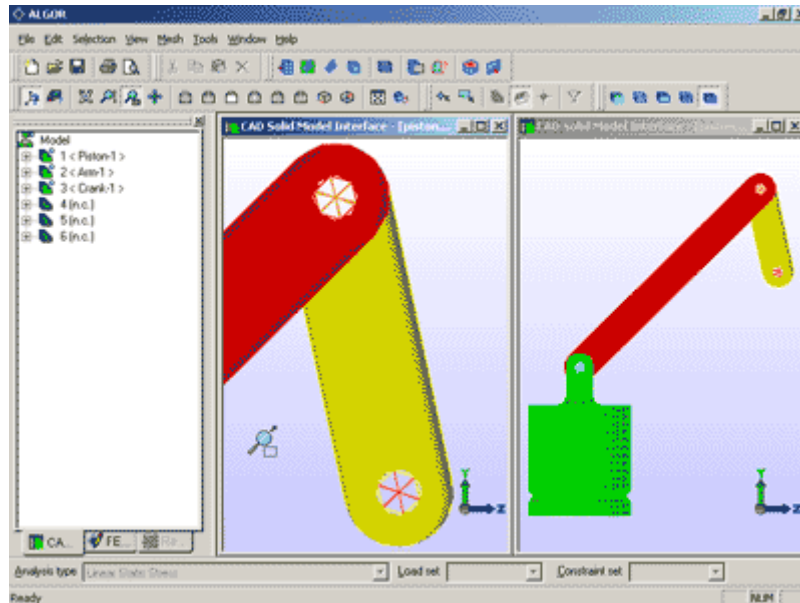 ALGOR
File Edit Selection View Mesh Tools Window Help
Model
1 < Piston-1 >
2 < Arm-1 >
3 < Crank-1 >
4 (n.c.)
5 (n.c.)
6 (n.c.)
CAD Solid Model Interface - [piston...
CAD Solid Model Interface - [piston...
Y
Z
Y
Z
CA... FE... Re...
Analysis type Linear Static Stress Load set Constraint set
Ready NUM